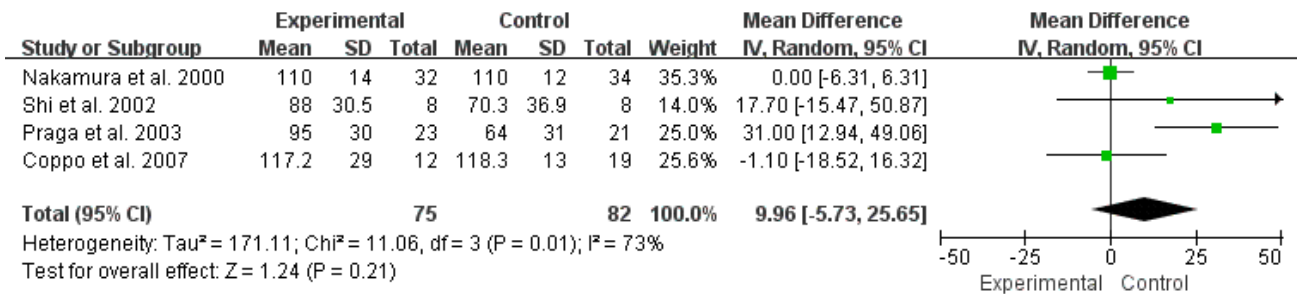 Experimental Control Mean Difference Mean Difference
Study or Subgroup Mean SD Total Mean SD Total Weight IV, Random, 95% CI IV, Random, 95% CI
Nakamura et al. 2000 110 14 32 110 12 34 35.3% 0.00 [-6.31, 6.31]
Shi et al. 2002 88 30.5 8 70.3 36.9 8 14.0% 17.70 [-15.47, 50.87]
Praga et al. 2003 95 30 23 64 31 21 25.0% 31.00 [12.94, 49.06]
Coppo et al. 2007 117.2 29 12 118.3 13 19 25.6% -1.10 [-18.52, 16.32]
Total (95% CI) 75 82 100.0% 9.96 [-5.73, 25.65]
Heterogeneity: Tau² = 171.11; Chi² = 11.06, df = 3 (P = 0.01); I² = 73%
Test for overall effect: Z = 1.24 (P = 0.21)
-50 -25 0 25 50
Experimental Control